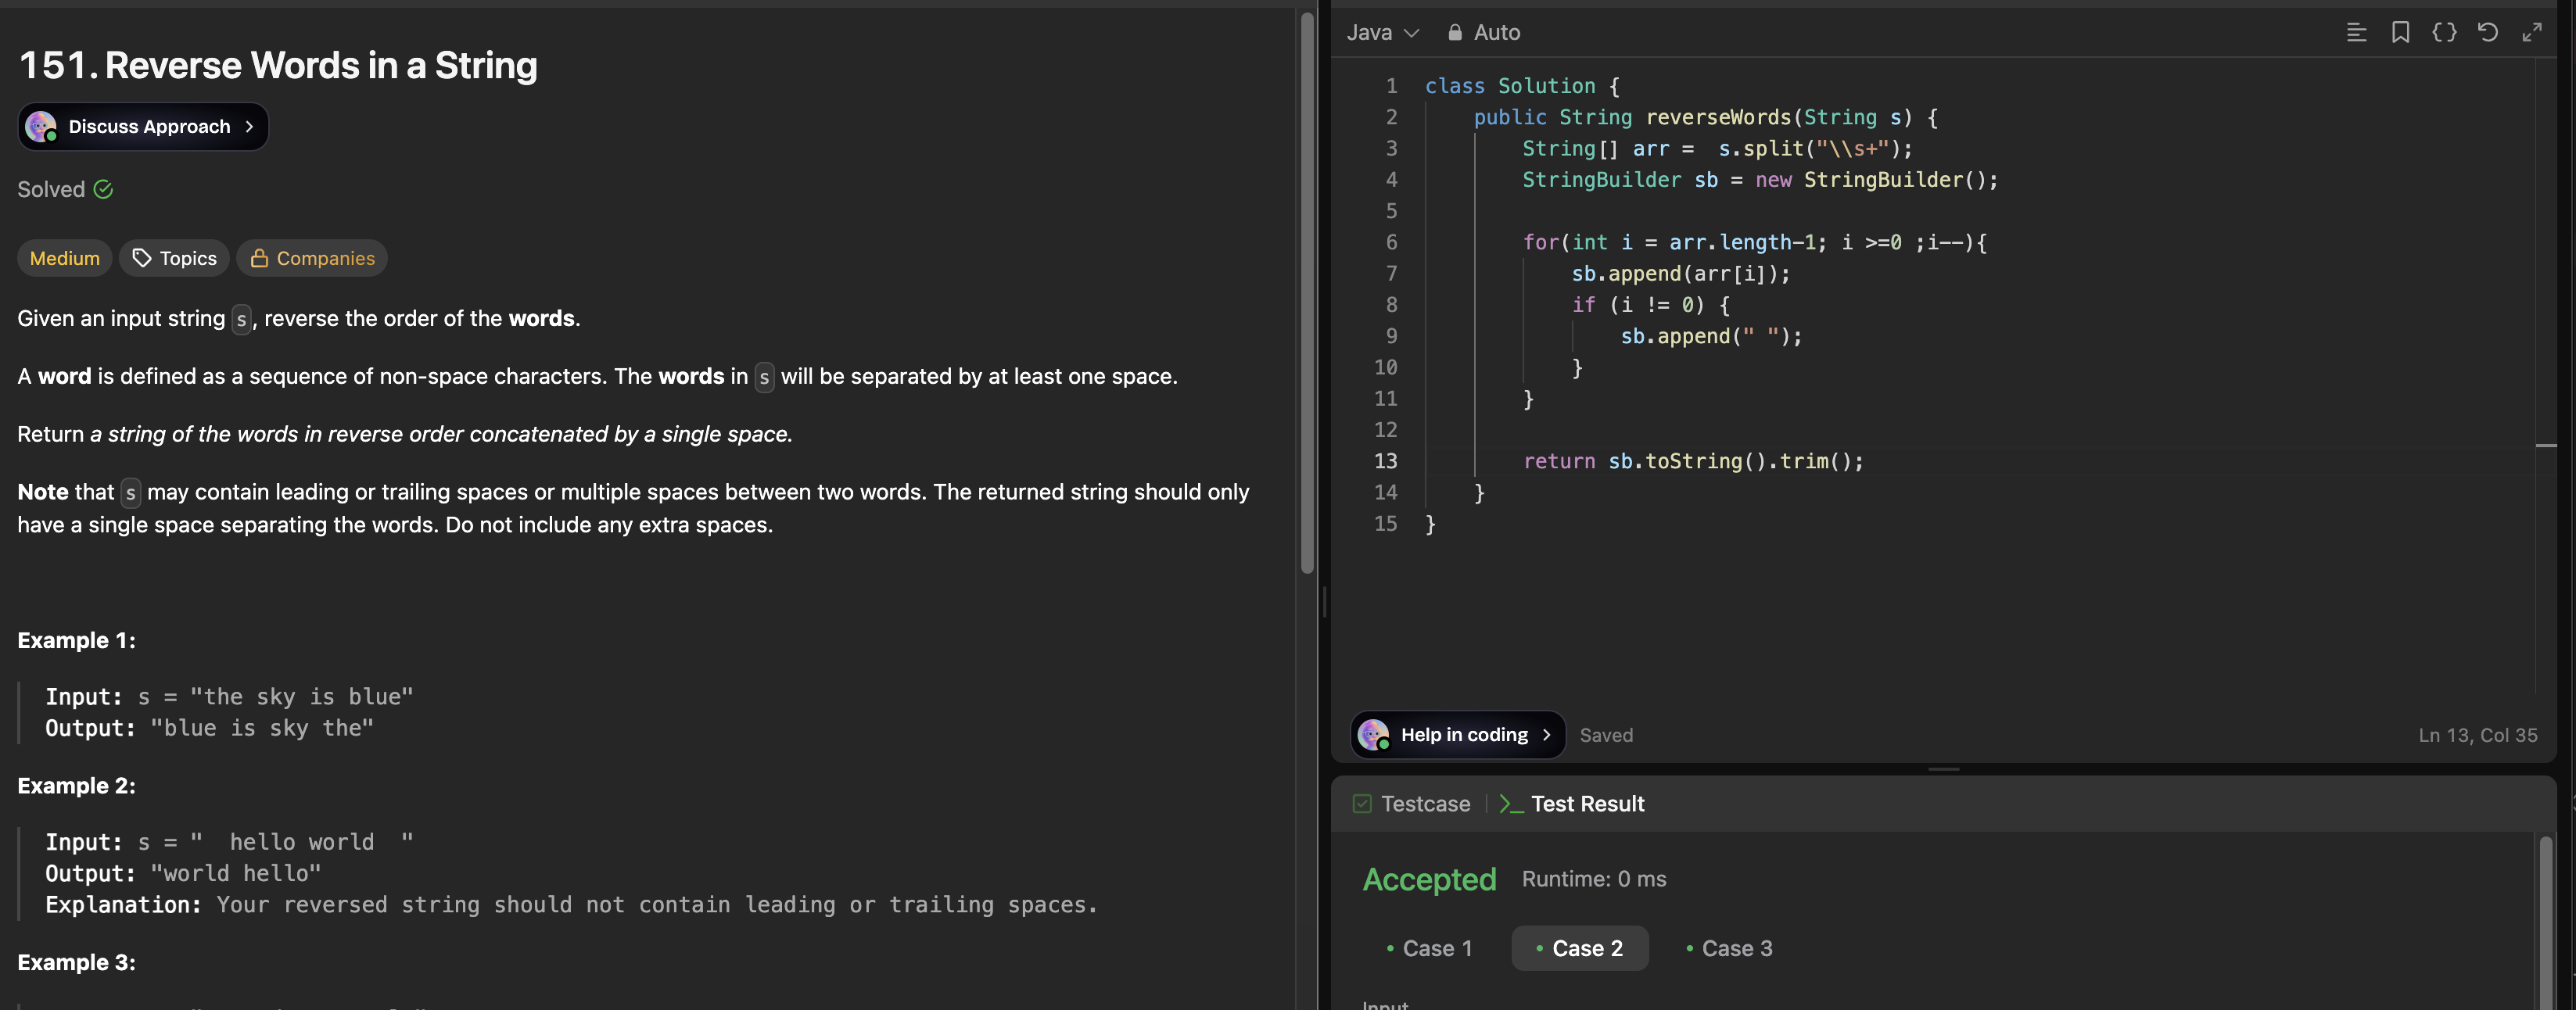 151. Reverse Words in a String
Discuss Approach
Solved
Medium Topics Companies
Given an input string s, reverse the order of the words.
A word is defined as a sequence of non-space characters. The words in s will be separated by at least one space.
Return a string of the words in reverse order concatenated by a single space.
Note that s may contain leading or trailing spaces or multiple spaces between two words. The returned string should only
have a single space separating the words. Do not include any extra spaces.
Example 1:
Input: s = "the sky is blue"
Output: "blue is sky the"
Example 2:
Input: s = "  hello world  "
Output: "world hello"
Explanation: Your reversed string should not contain leading or trailing spaces.
Example 3:
Java Auto
1 class Solution {
2     public String reverseWords(String s) {
3         String[] arr =  s.split("\\s+");
4         StringBuilder sb = new StringBuilder();
5
6         for(int i = arr.length-1; i >=0 ;i--){
7             sb.append(arr[i]);
8             if (i != 0) {
9                 sb.append(" ");
10             }
11         }
12
13         return sb.toString().trim();
14     }
15 }
Help in coding Saved Ln 13, Col 35
Testcase Test Result
Accepted Runtime: 0 ms
Case 1 Case 2 Case 3
Input